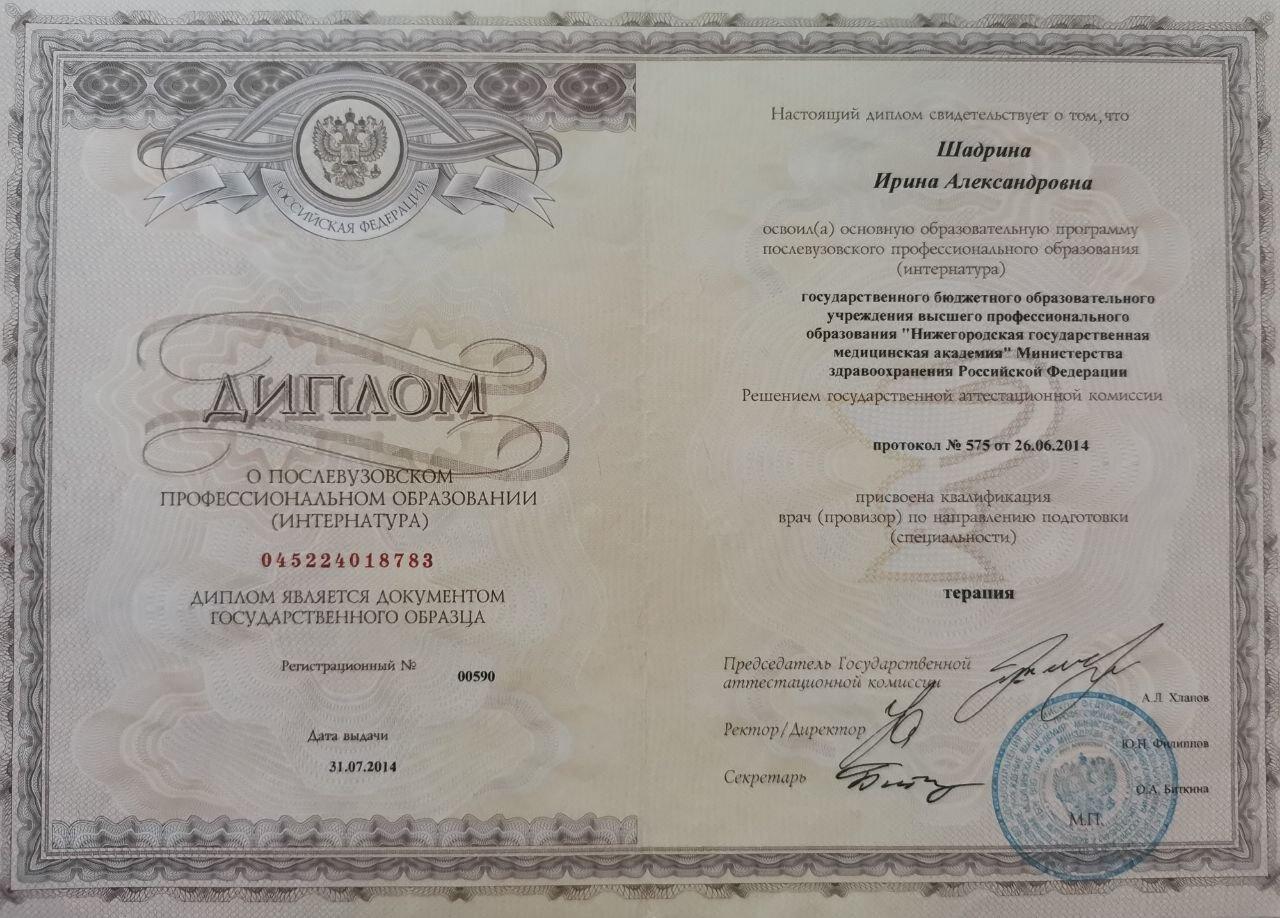 РОССИЙСКАЯ ФЕДЕРАЦИЯ
ДИПЛОМ
О ПОСЛЕВУЗОВСКОМ
ПРОФЕССИОНАЛЬНОМ ОБРАЗОВАНИИ
(ИНТЕРНАТУРА)
045224018783
ДИПЛОМ ЯВЛЯЕТСЯ ДОКУМЕНТОМ
ГОСУДАРСТВЕННОГО ОБРАЗЦА
Регистрационный №
00590
Дата выдачи
31.07.2014
Настоящий диплом свидетельствует о том,что
Шадрина
Ирина Александровна
освоил(а) основную образовательную программу
послевузовского профессионального образования
(интернатура)
государственного бюджетного образовательного
учреждения высшего профессионального
образования "Нижегородская государственная
медицинская академия" Министерства
здравоохранения Российской Федерации
Решением государственной аттестационной комиссии
протокол № 575 от 26.06.2014
присвоена квалификация
врач (провизор) по направлению подготовки
(специальности)
терапия
Председатель Государственной
аттестационной комиссии
А.Л. Хлапов
Ректор/Директор
Ю.Н. Филиппов
Секретарь
О.А. Биткина
М.П.